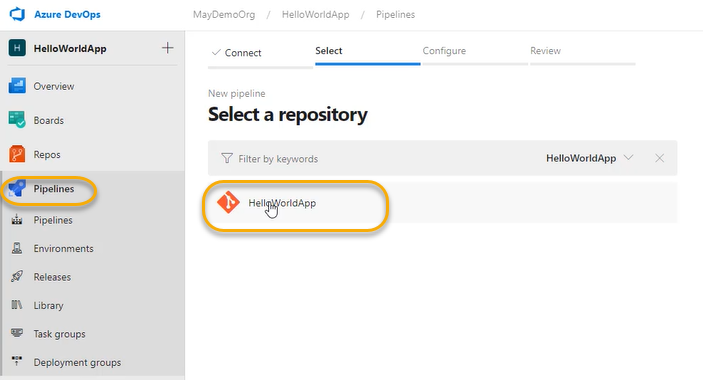 Azure DevOps
MayDemoOrg / HelloWorldApp / Pipelines
H HelloWorldApp +
Overview
Boards
Repos
Pipelines
Pipelines
Environments
Releases
Library
Task groups
Deployment groups
Connect Select Configure Review
New pipeline
Select a repository
Filter by keywords HelloWorldApp
HelloWorldApp